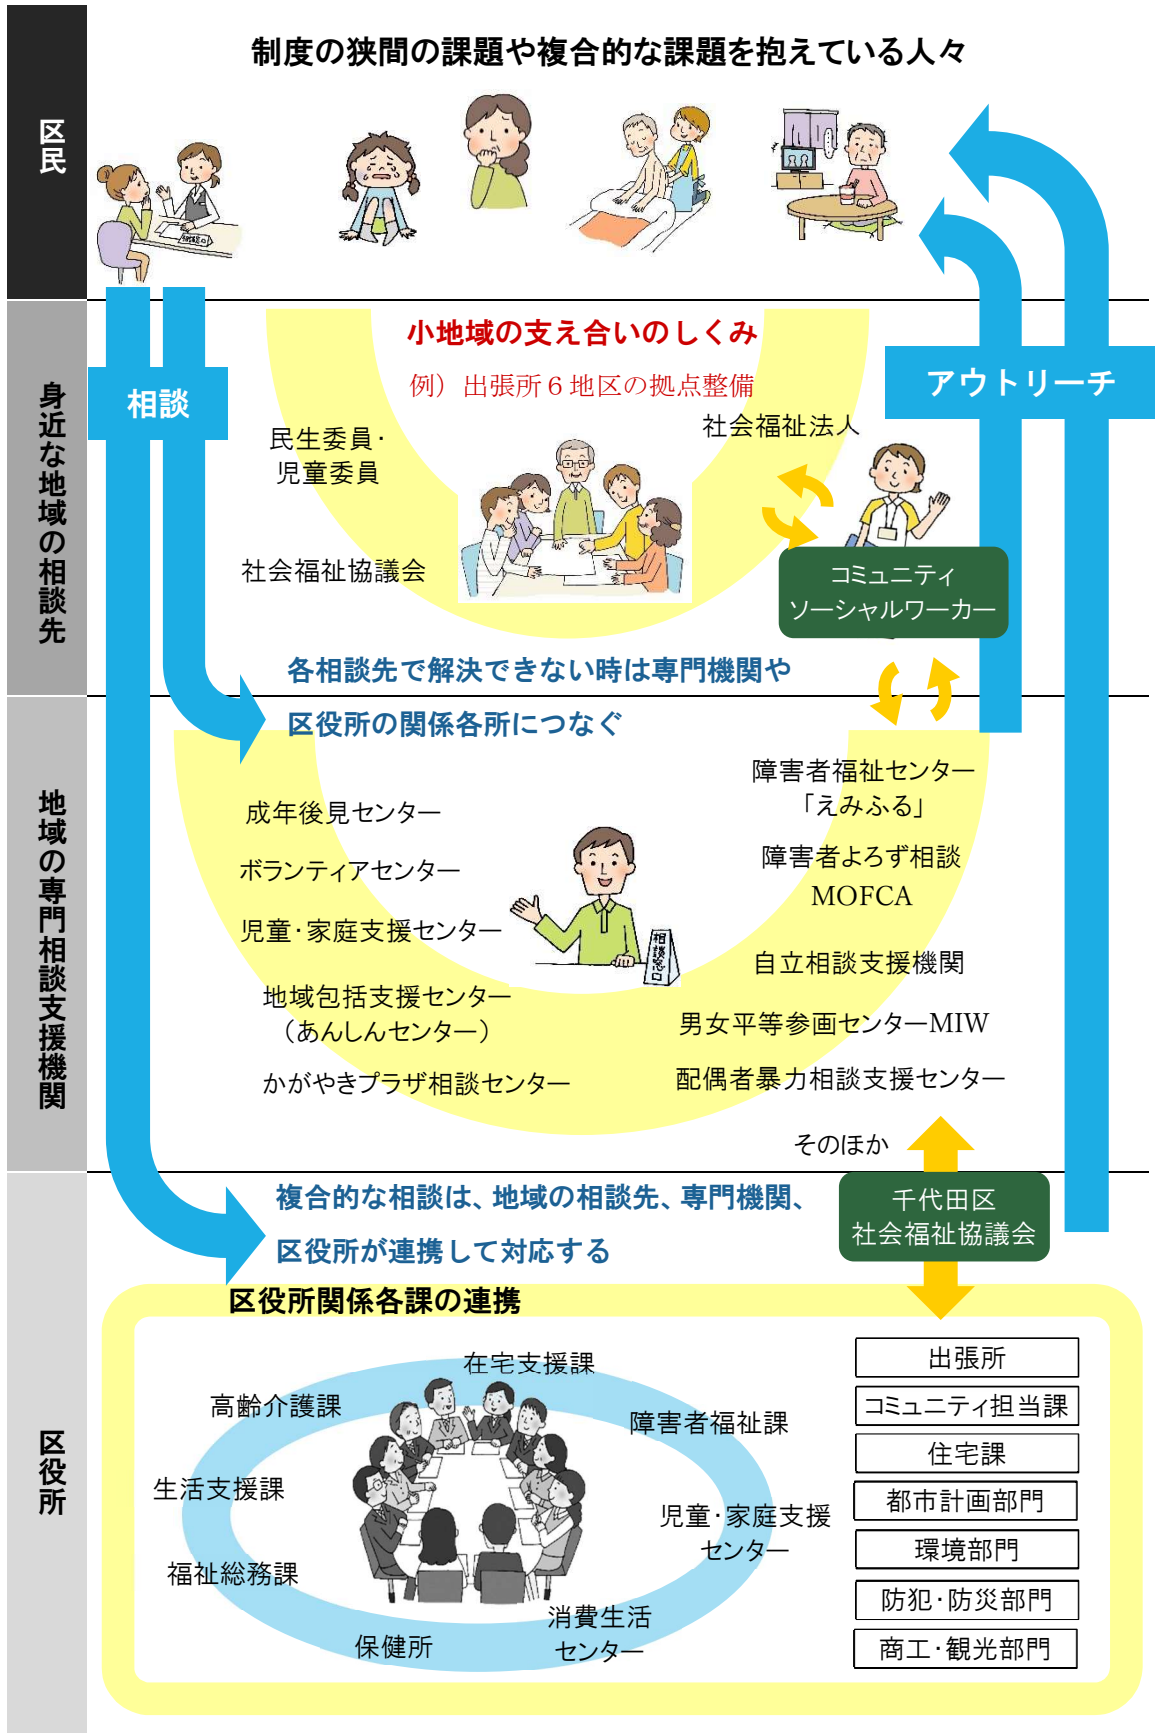 制度の狭間の課題や複合的な課題を抱えている人々
区民
相談
アウトリーチ
身近な地域の相談先
小地域の支え合いのしくみ
例）出張所６地区の拠点整備
民生委員・
児童委員
社会福祉法人
社会福祉協議会
コミュニティ
ソーシャルワーカー
各相談先で解決できない時は専門機関や
区役所の関係各所につなぐ
地域の専門相談支援機関
成年後見センター
ボランティアセンター
児童・家庭支援センター
地域包括支援センター
（あんしんセンター）
かがやきプラザ相談センター
相談窓口
障害者福祉センター
「えみふる」
障害者よろず相談
MOFCA
自立相談支援機関
男女平等参画センターMIW
配偶者暴力相談支援センター
そのほか
複合的な相談は、地域の相談先、専門機関、
区役所が連携して対応する
千代田区
社会福祉協議会
区役所
区役所関係各課の連携
在宅支援課
高齢介護課
障害者福祉課
生活支援課
児童・家庭支援
センター
福祉総務課
消費生活
センター
保健所
出張所
コミュニティ担当課
住宅課
都市計画部門
環境部門
防犯・防災部門
商工・観光部門